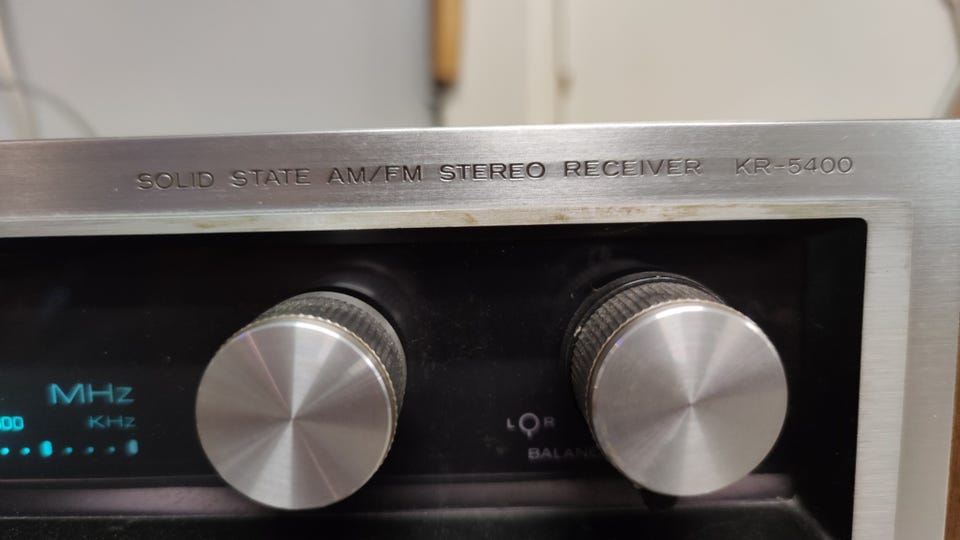 SOLID STATE AM/FM STEREO RECEIVER KR-5400
MHz
KHz
L R